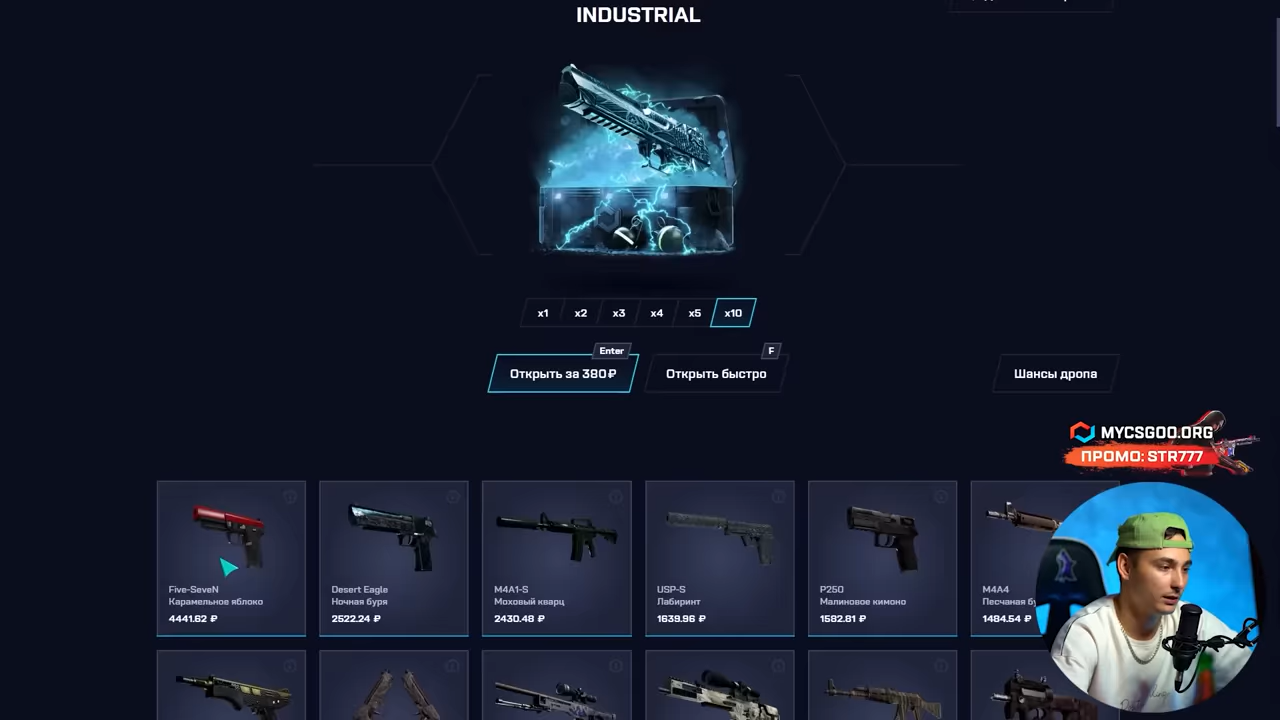 INDUSTRIAL
x1
x2
x3
x4
x5
x10
Enter
F
Открыть за 380₽
Открыть быстро
Шансы дропа
MYCSGOO.ORG
ПРОМО: STR777
Five-SeveN
Карамельное яблоко
4441.62 ₽
Desert Eagle
Ночная буря
2522.24 ₽
M4A1-S
Моховый кварц
2430.48 ₽
USP-S
Лабиринт
1639.96 ₽
P250
Малиновое кимоно
1582.81 ₽
M4A4
Песчаная
1484.54 ₽